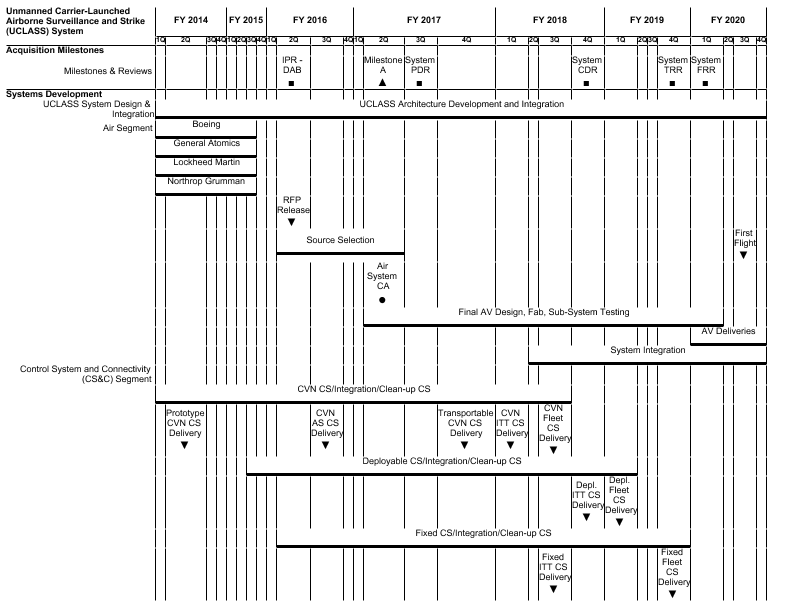 Unmanned Carrier-Launched
Airborne Surveillance and Strike
(UCLASS) System
FY 2014 FY 2015 FY 2016 FY 2017 FY 2018 FY 2019 FY 2020
1Q 2Q 3Q 4Q 1Q 2Q 3Q 4Q 1Q 2Q 3Q 4Q 1Q 2Q 3Q 4Q 1Q 2Q 3Q 4Q 1Q 2Q 3Q 4Q 1Q 2Q 3Q 4Q
Acquisition Milestones
Milestones & Reviews
IPR -
DAB
Milestone
A
System
PDR
System
CDR
System
TRR
System
FRR
Systems Development
UCLASS System Design &
Integration
UCLASS Architecture Development and Integration
Air Segment
Boeing
General Atomics
Lockheed Martin
Northrop Grumman
RFP
Release
Source Selection
First
Flight
Air
System
CA
Final AV Design, Fab, Sub-System Testing
AV Deliveries
System Integration
Control System and Connectivity
(CS&C) Segment
CVN CS/Integration/Clean-up CS
Prototype
CVN CS
Delivery
CVN
AS CS
Delivery
Transportable
CVN CS
Delivery
CVN
ITT CS
Delivery
CVN
Fleet
CS
Delivery
Deployable CS/Integration/Clean-up CS
Depl.
ITT CS
Delivery
Depl.
Fleet
CS
Delivery
Fixed CS/Integration/Clean-up CS
Fixed
ITT CS
Delivery
Fixed
Fleet
CS
Delivery